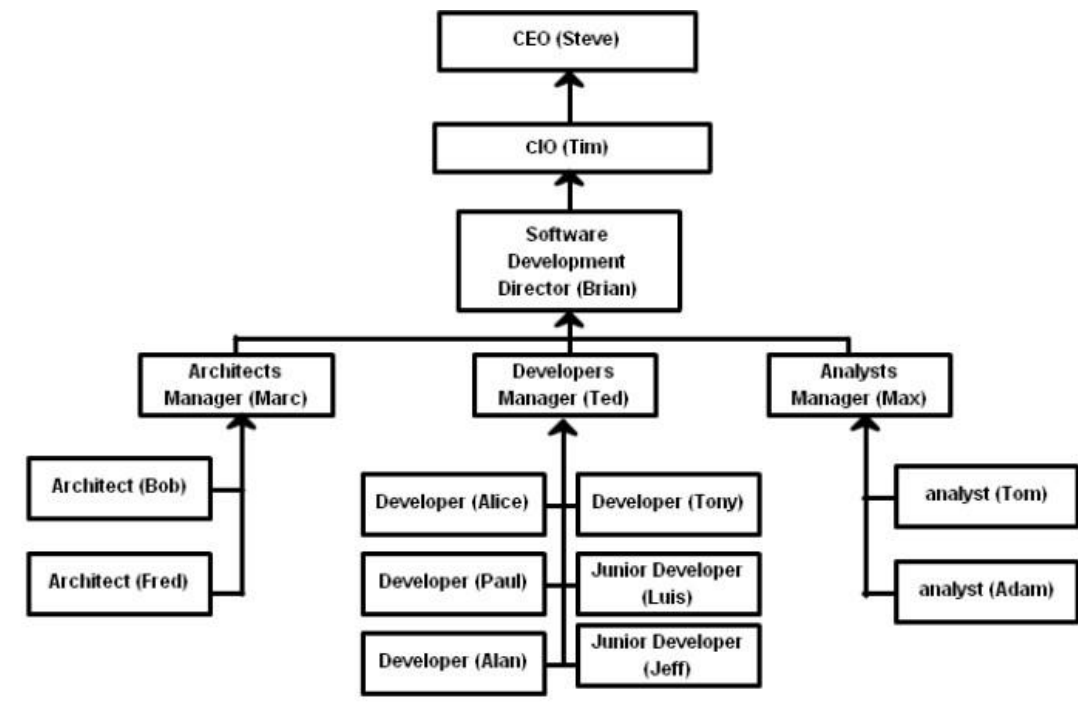 CEO (Steve)
CIO (Tim)
Software
Development
Director (Brian)
Architects
Manager (Marc)
Developers
Manager (Ted)
Analysts
Manager (Max)
Architect (Bob)
Architect (Fred)
Developer (Alice)
Developer (Tony)
Developer (Paul)
Junior Developer
(Luis)
Developer (Alan)
Junior Developer
(Jeff)
analyst (Tom)
analyst (Adam)